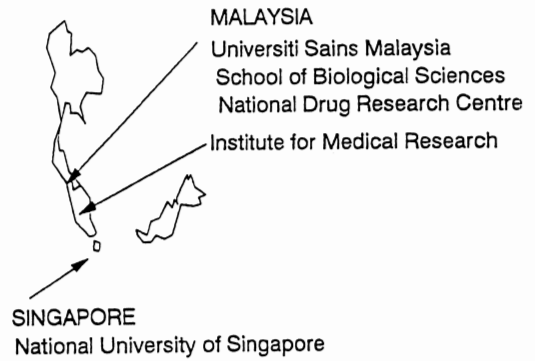 MALAYSIA
Universiti Sains Malaysia
School of Biological Sciences
National Drug Research Centre
Institute for Medical Research
SINGAPORE
National University of Singapore